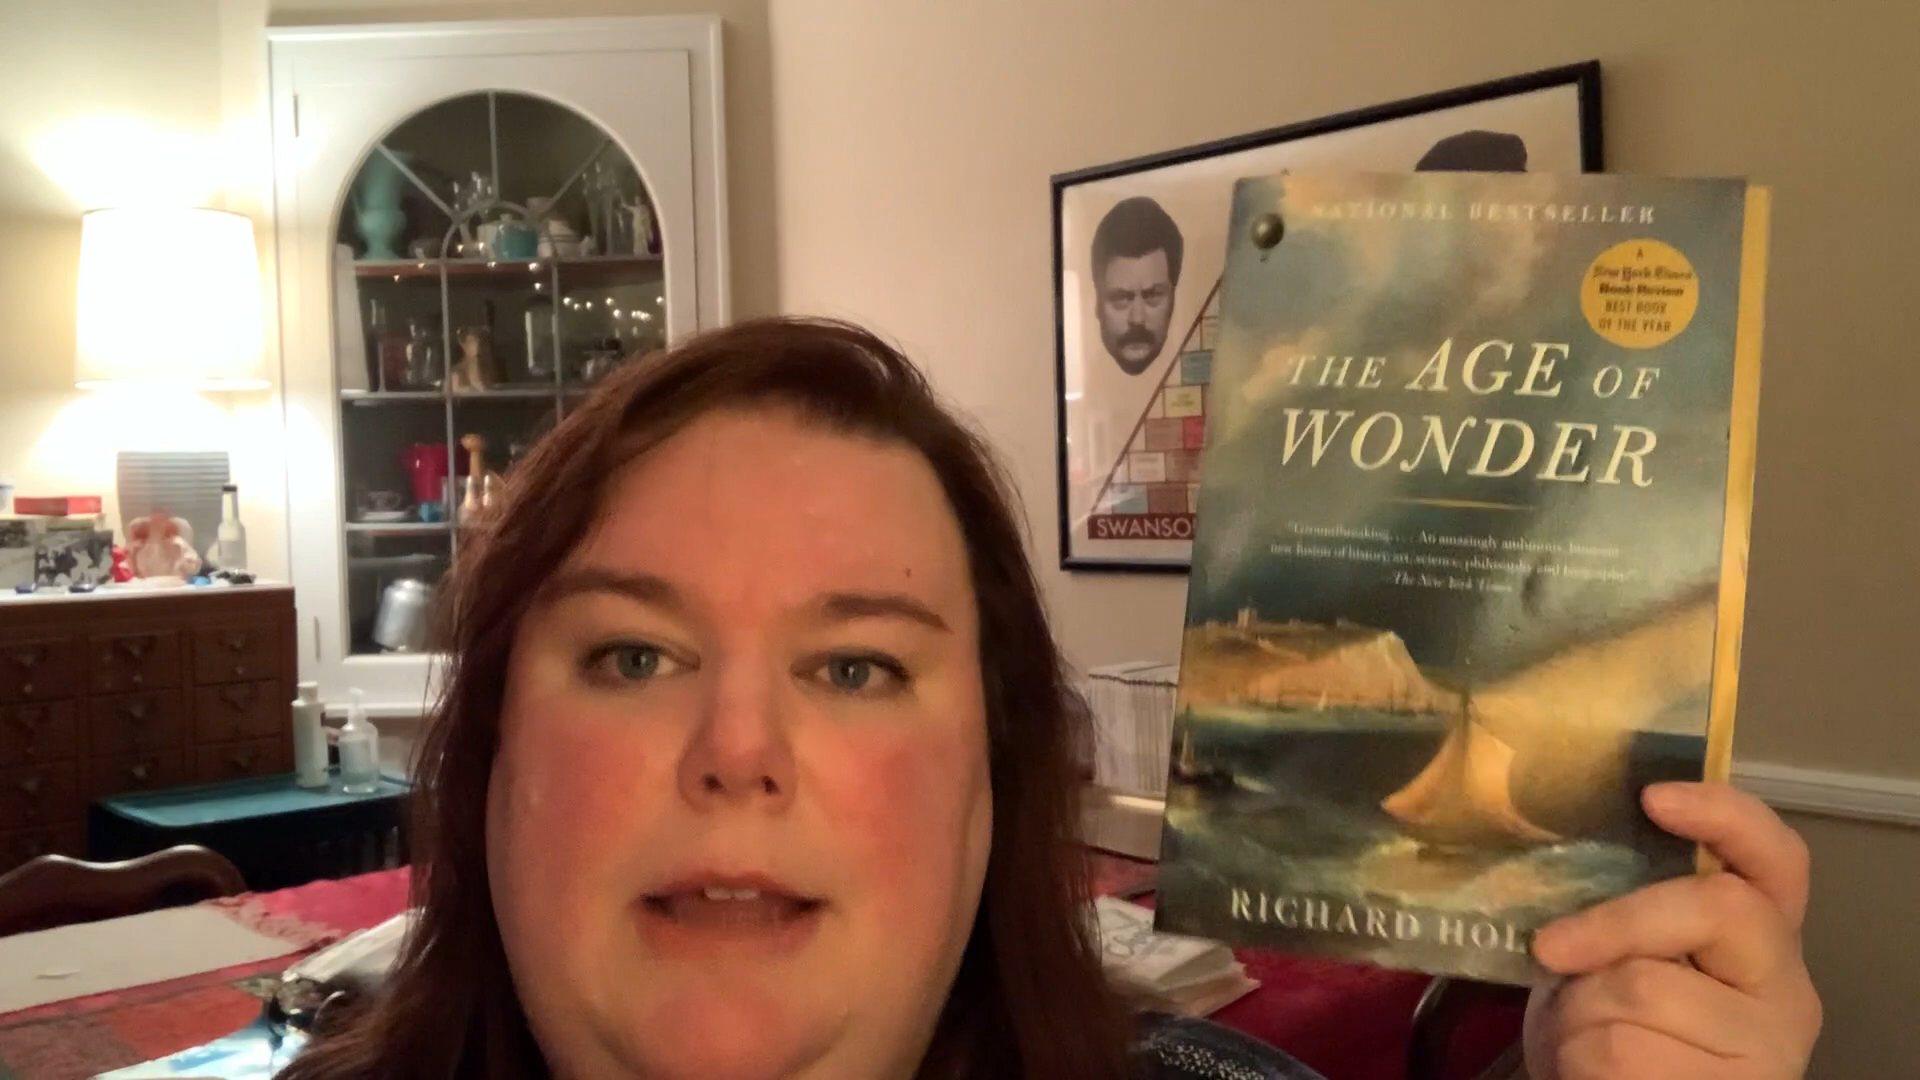 NATIONAL BESTSELLER
A
New York Times
Book Review
BEST BOOK
OF THE YEAR
THE AGE OF
WONDER
"Groundbreaking. . . . An amazingly ambitious, buoyant
new fusion of history, art, science, philosophy and biography."
—The New York Times
RICHARD HOL
SWANSO